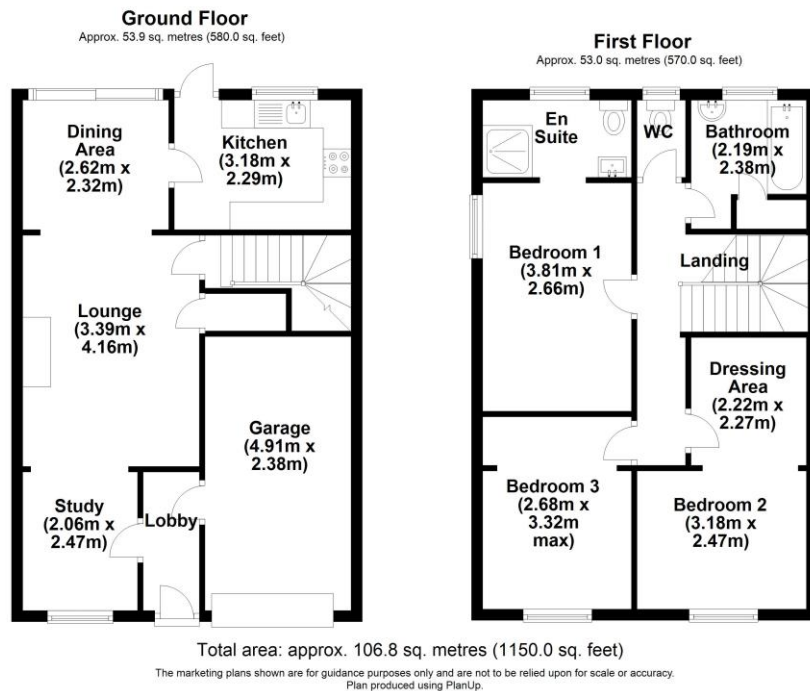 Ground Floor
Approx. 53.9 sq. metres (580.0 sq. feet)
Dining
Area
(2.62m x
2.32m)
Kitchen
(3.18m x
2.29m)
Lounge
(3.39m x
4.16m)
Garage
(4.91m x
2.38m)
Study
(2.06m x
2.47m)
Lobby
First Floor
Approx. 53.0 sq. metres (570.0 sq. feet)
En
Suite
WC
Bathroom
(2.19m x
2.38m)
Bedroom 1
(3.81m x
2.66m)
Landing
Dressing
Area
(2.22m x
2.27m)
Bedroom 3
(2.68m x
3.32m
max)
Bedroom 2
(3.18m x
2.47m)
Total area: approx. 106.8 sq. metres (1150.0 sq. feet)
The marketing plans shown are for guidance purposes only and are not to be relied upon for scale or accuracy.
Plan produced using PlanUp.